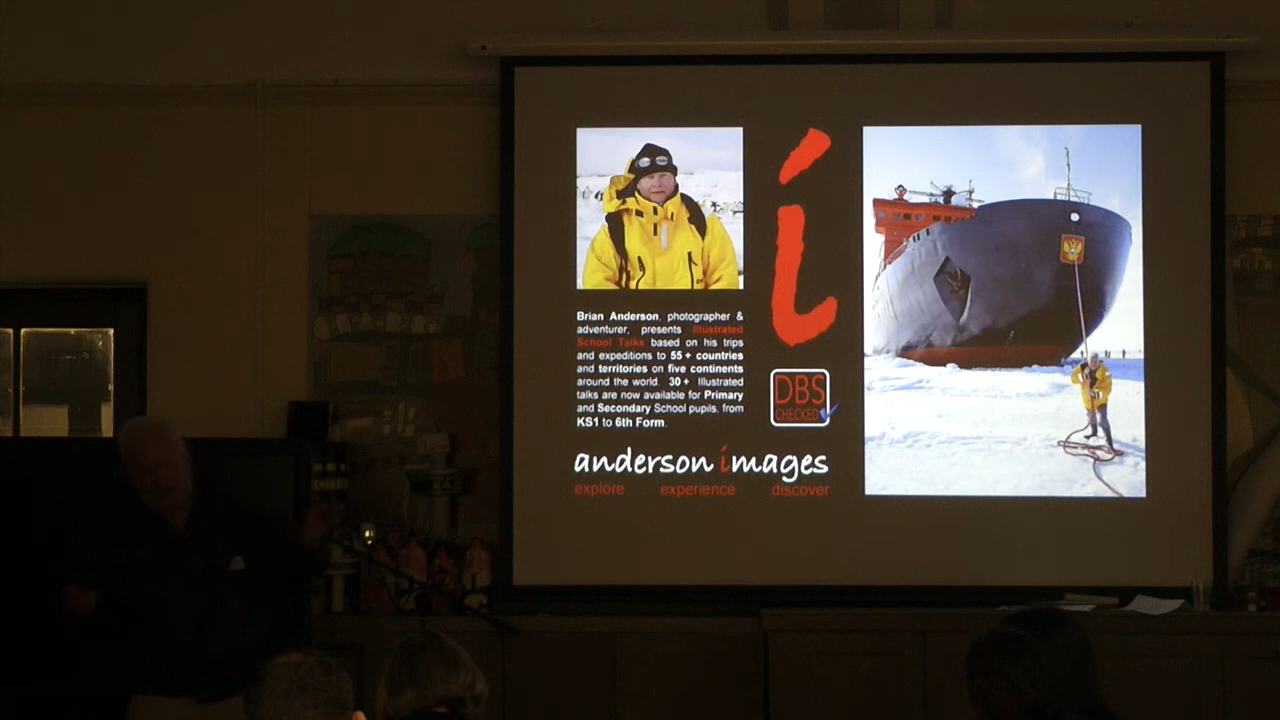 Brian Anderson, photographer &
adventurer, presents Illustrated
School Talks based on his trips
and expeditions to 55+ countries
and territories on five continents
around the world. 30+ Illustrated
talks are now available for Primary
and Secondary School pupils, from
KS1 to 6th Form.
i
DBS
CHECKED
anderson images
explore experience discover